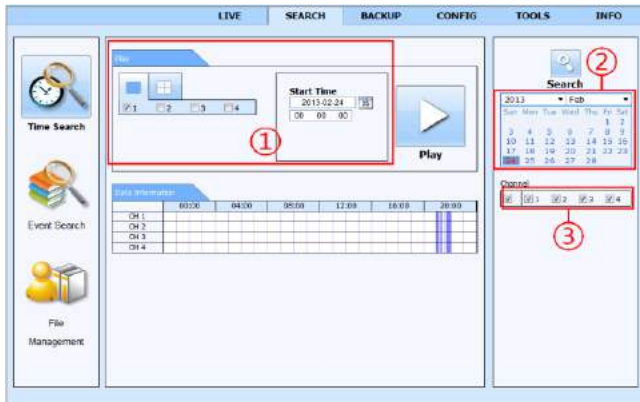 LIVE SEARCH BACKUP CONFIG TOOLS INFO
Time Search
Event Search
File
Management
Play
1 2 3 4
Start Time
2013-02-24
00 00 00
Play
①
Data Information
00:00 04:00 08:00 12:00 16:00 20:00
CH 1
CH 2
CH 3
CH 4
Search
②
2013 Feb
Sun Mon Tue Wed Thu Fri Sat
1 2
3 4 5 6 7 8 9
10 11 12 13 14 15 16
17 18 19 20 21 22 23
24 25 26 27 28
Channel
1 2 3 4
③